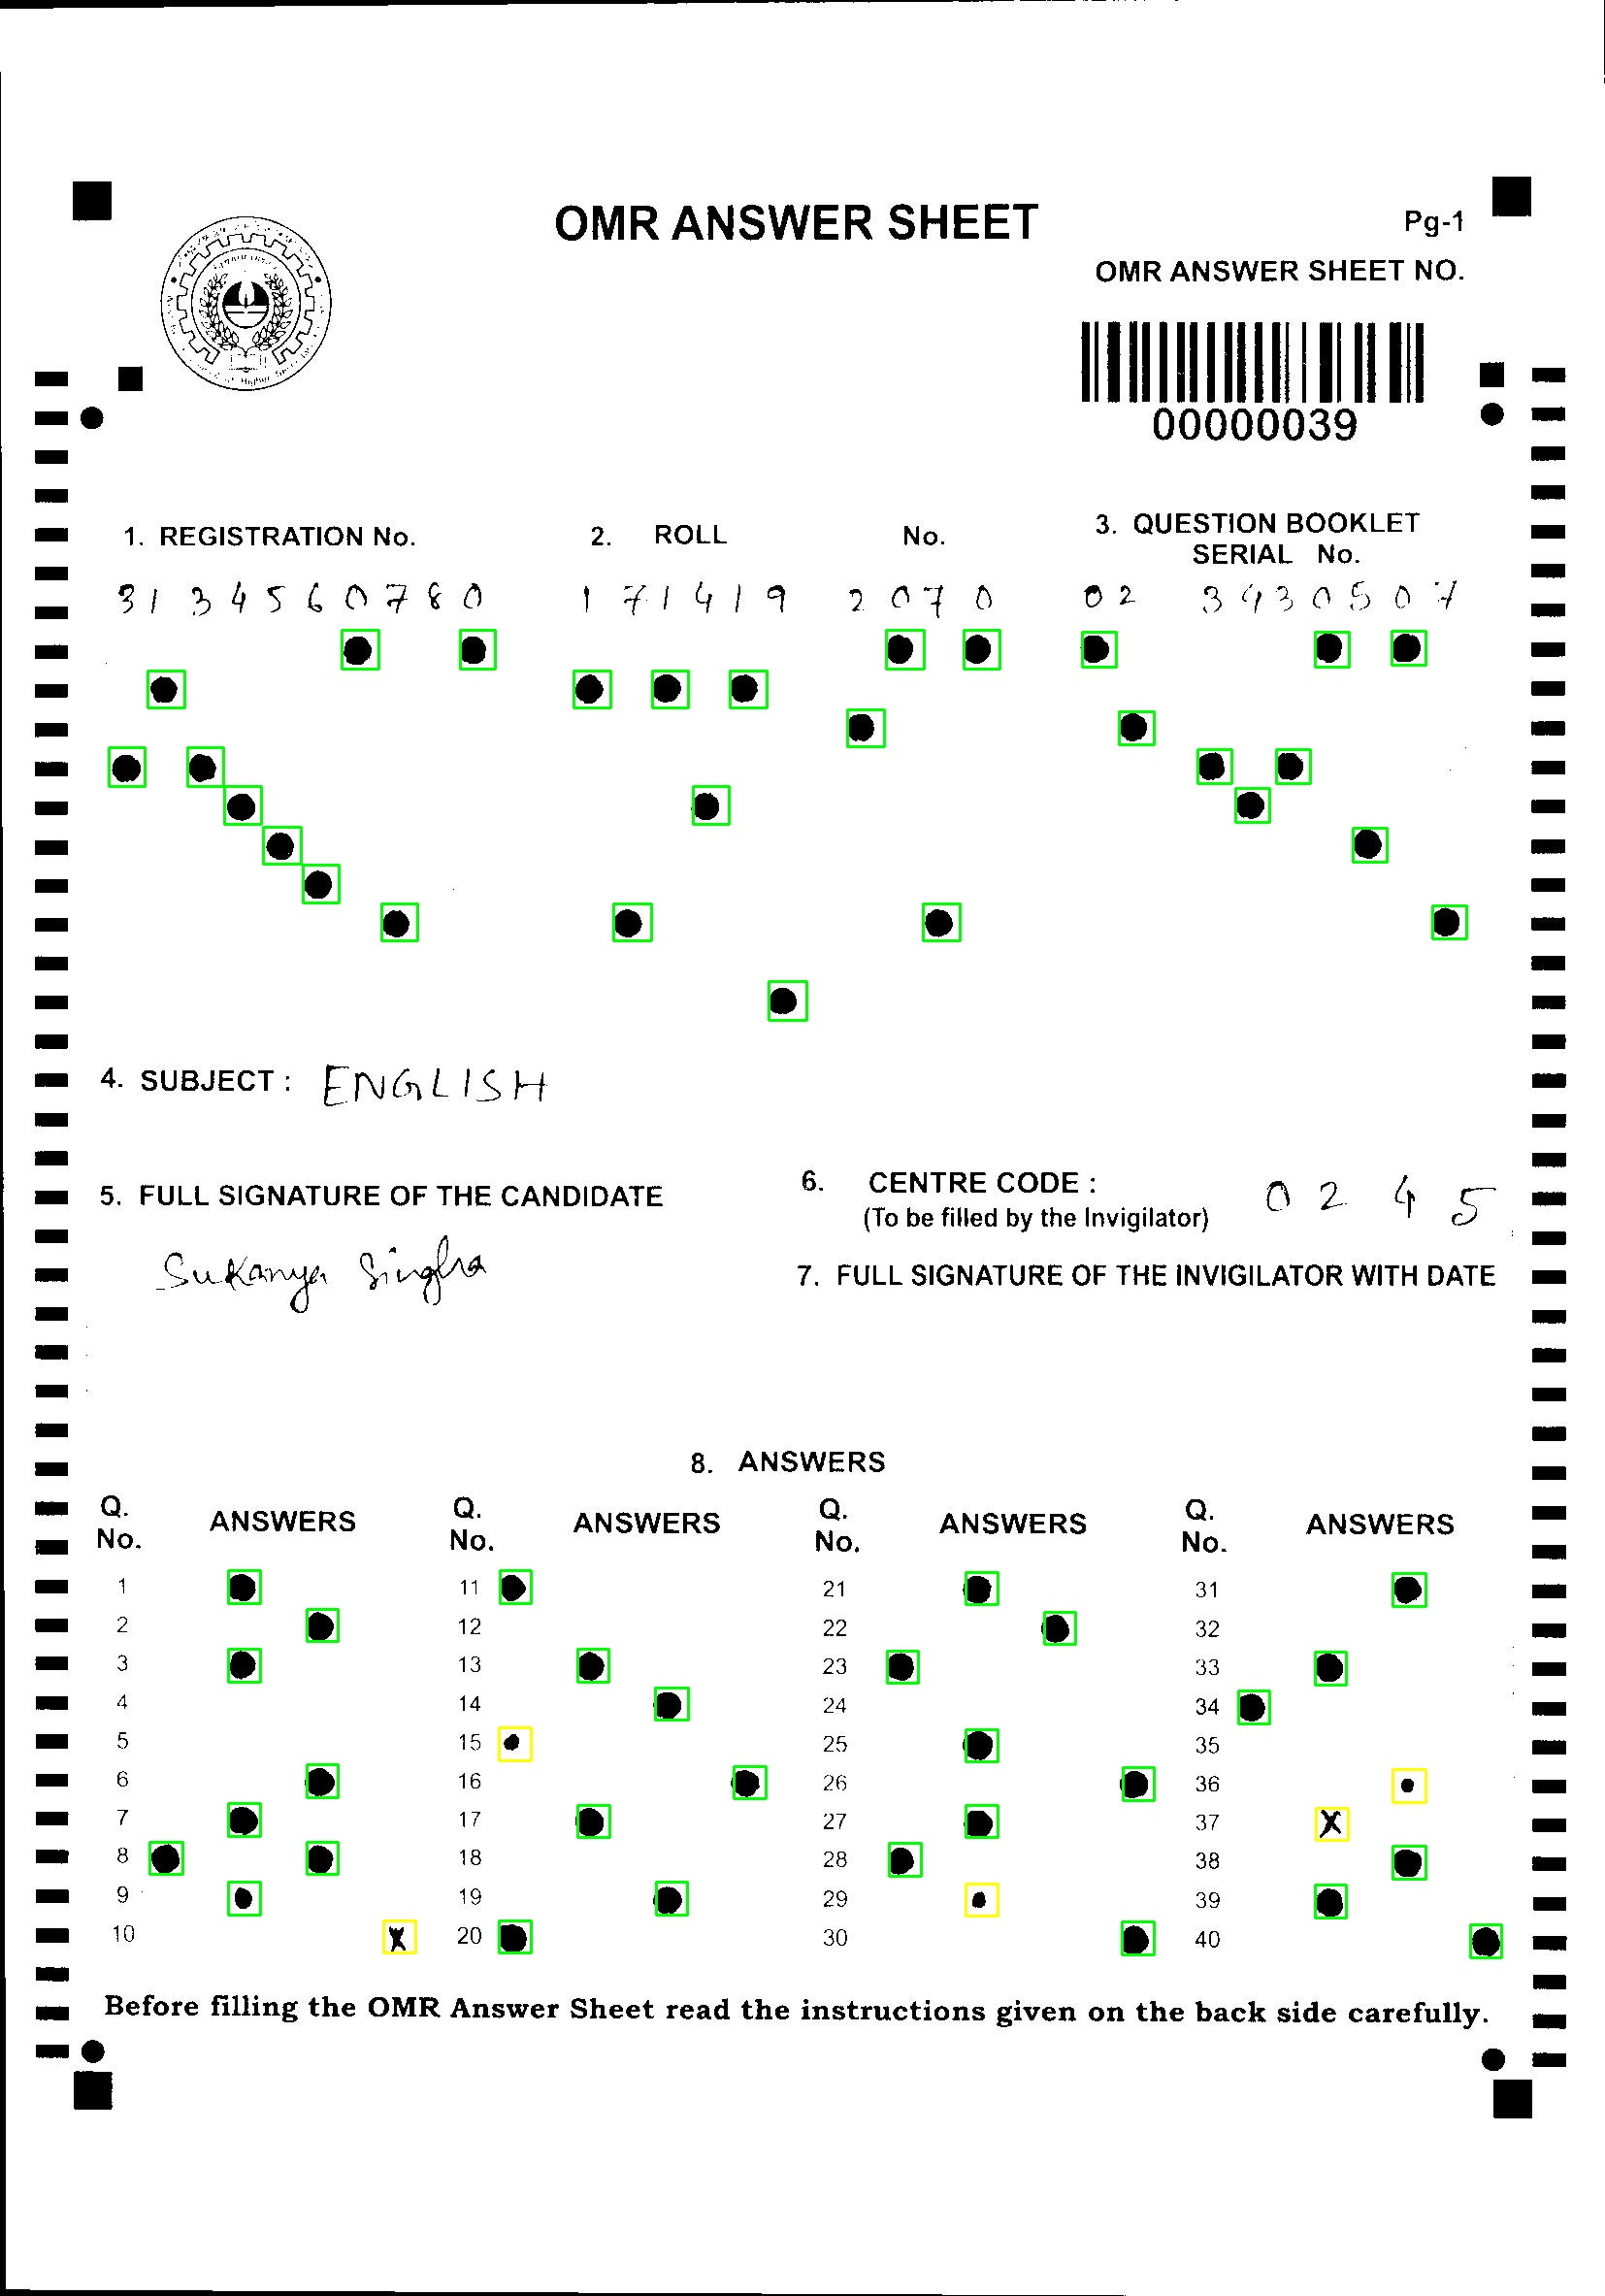 OMR ANSWER SHEET
Pg-1
OMR ANSWER SHEET NO.
00000039
1. REGISTRATION No.
2. ROLL No.
3. QUESTION BOOKLET
SERIAL No.
3 1 3 4 5 6 0 7 8 0
1 7 1 4 1 9 2 0 7 0
0 2 3 4 3 0 5 0 7
4. SUBJECT : ENGLISH
5. FULL SIGNATURE OF THE CANDIDATE
Sukanya Singha
6. CENTRE CODE : 0 2 4 5
(To be filled by the Invigilator)
7. FULL SIGNATURE OF THE INVIGILATOR WITH DATE
8. ANSWERS
Q. No. ANSWERS Q. No. ANSWERS Q. No. ANSWERS Q. No. ANSWERS
1 11 21 31
2 12 22 32
3 13 23 33
4 14 24 34
5 15 25 35
6 16 26 36
7 17 27 37
8 18 28 38
9 19 29 39
10 20 30 40
Before filling the OMR Answer Sheet read the instructions given on the back side carefully.